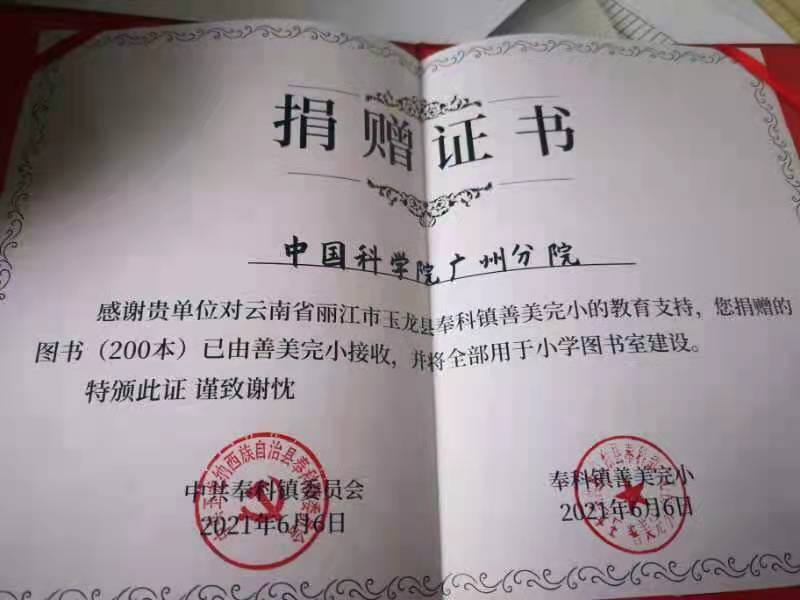 捐赠证书
中国科学院广州分院
感谢贵单位对云南省丽江市玉龙县奉科镇善美完小的教育支持，您捐赠的
图书（200本）已由善美完小接收，并将全部用于小学图书室建设。
特颁此证 谨致谢忱
中共奉科镇委员会
2021年6月6日
奉科镇善美完小
2021年6月6日